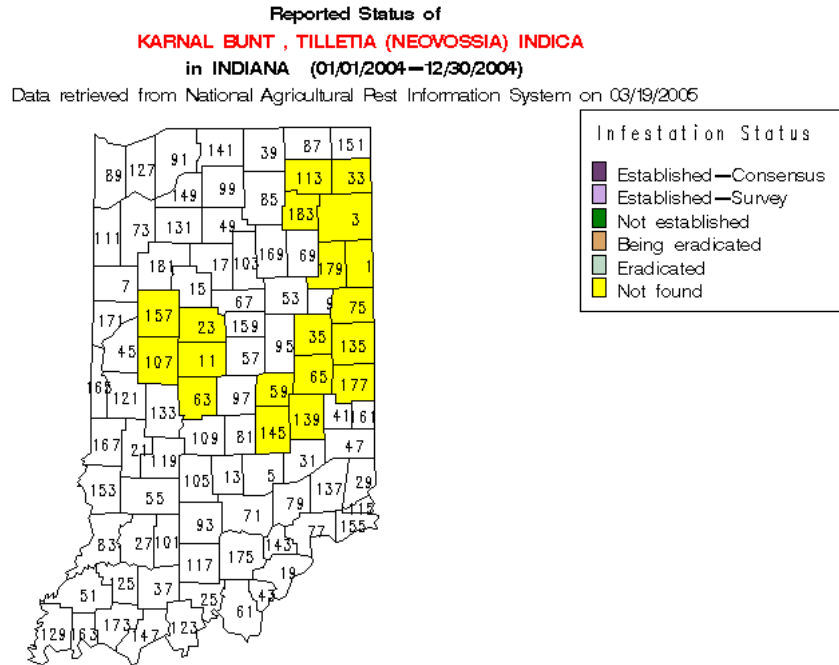 Reported Status of
KARNAL BUNT , TILLETIA (NEOVOSSIA) INDICA
in INDIANA (01/01/2004—12/30/2004)
Data retrieved from National Agricultural Pest Information System on 03/19/2005
Infestation Status
Established—Consensus
Established—Survey
Not established
Being eradicated
Eradicated
Not found
89 127 91 141 39 87 151
149 99 85 113 33
111 73 131 49 183 3
181 17 103 169 69 179 1
7 15 67 53 9 75
171 157 23 159 95 35 135
45 107 11 57 65 177
165 121 133 63 97 59 139 41 161
167 21 109 81 145 47
119 105 13 5 31 29
153 55 79 137 115
93 71 77 155
83 27 101 117 175 143
125 37 19
51 25 61 43
129 163 173 147 123